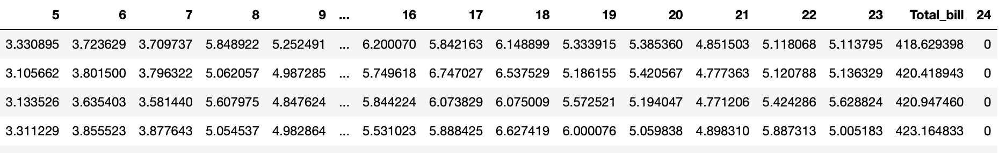 5 6 7 8 9 ... 16 17 18 19 20 21 22 23 Total_bill 24
3.330895 3.723629 3.709737 5.848922 5.252491 ... 6.200070 5.842163 6.148899 5.333915 5.385360 4.851503 5.118068 5.113795 418.629398 0
3.105662 3.801500 3.796322 5.062057 4.987285 ... 5.749618 6.747027 6.537529 5.186155 5.420567 4.777363 5.120788 5.136329 420.418943 0
3.133526 3.635403 3.581440 5.607975 4.847624 ... 5.844224 6.073829 6.075009 5.572521 5.194047 4.771206 5.424286 5.628824 420.947460 0
3.311229 3.855523 3.877643 5.054537 4.982864 ... 5.531023 5.888425 6.627419 6.000076 5.059838 4.898310 5.887313 5.005183 423.164833 0